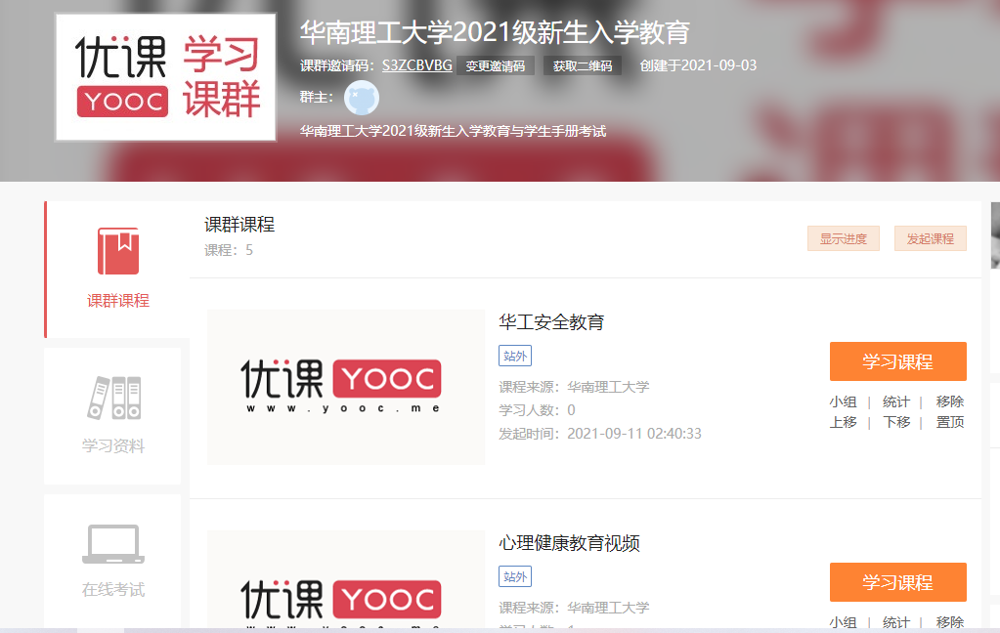 优课
YOOC
学习
课群
华南理工大学2021级新生入学教育
课群邀请码：S3ZCBVBG 变更邀请码 获取二维码 创建于2021-09-03
群主：
华南理工大学2021级新生入学教育与学生手册考试
课群课程
学习资料
在线考试
课群课程
课程：5
显示进度 发起课程
优课 YOOC
www.yooc.me
华工安全教育
站外
课程来源：华南理工大学
学习人数：0
发起时间：2021-09-11 02:40:33
学习课程
小组 | 统计 | 移除
上移 | 下移 | 置顶
优课 YOOC
心理健康教育视频
站外
课程来源：华南理工大学
学习课程
小组 | 统计 | 移除